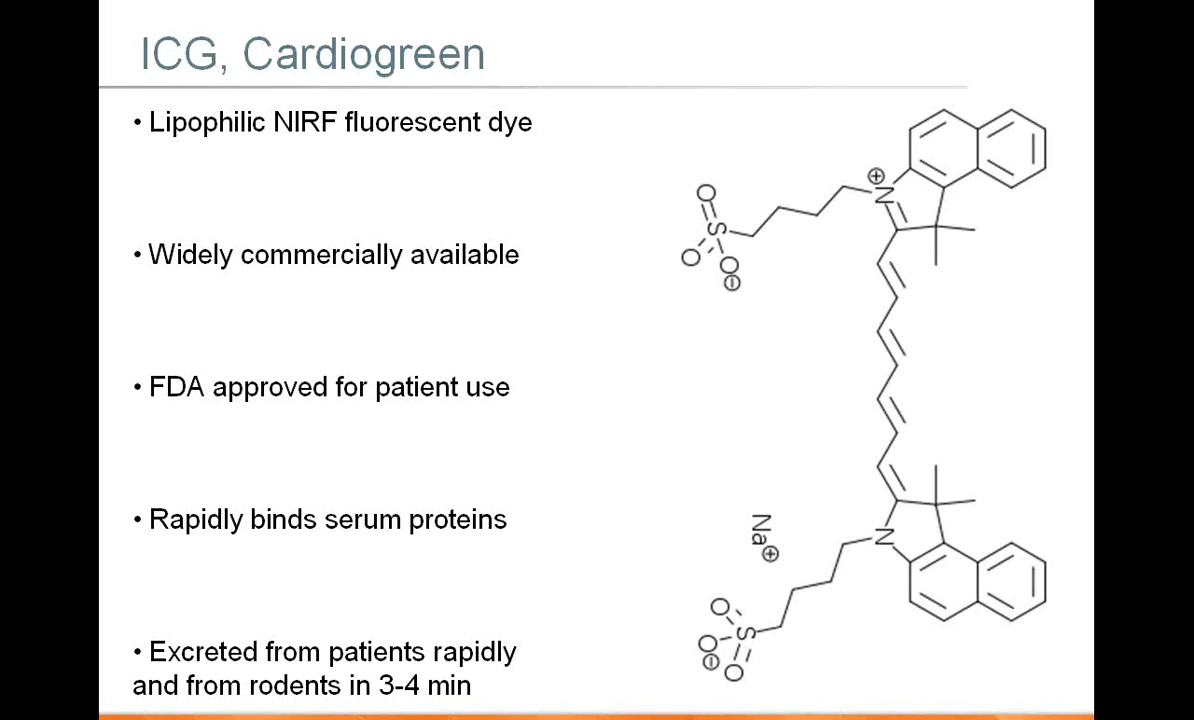 ICG, Cardiogreen
• Lipophilic NIRF fluorescent dye
• Widely commercially available
• FDA approved for patient use
• Rapidly binds serum proteins
• Excreted from patients rapidly
and from rodents in 3-4 min
O
S
O
O
⊖
⊕
N
N
Na⊕
O
S
O
⊖
O